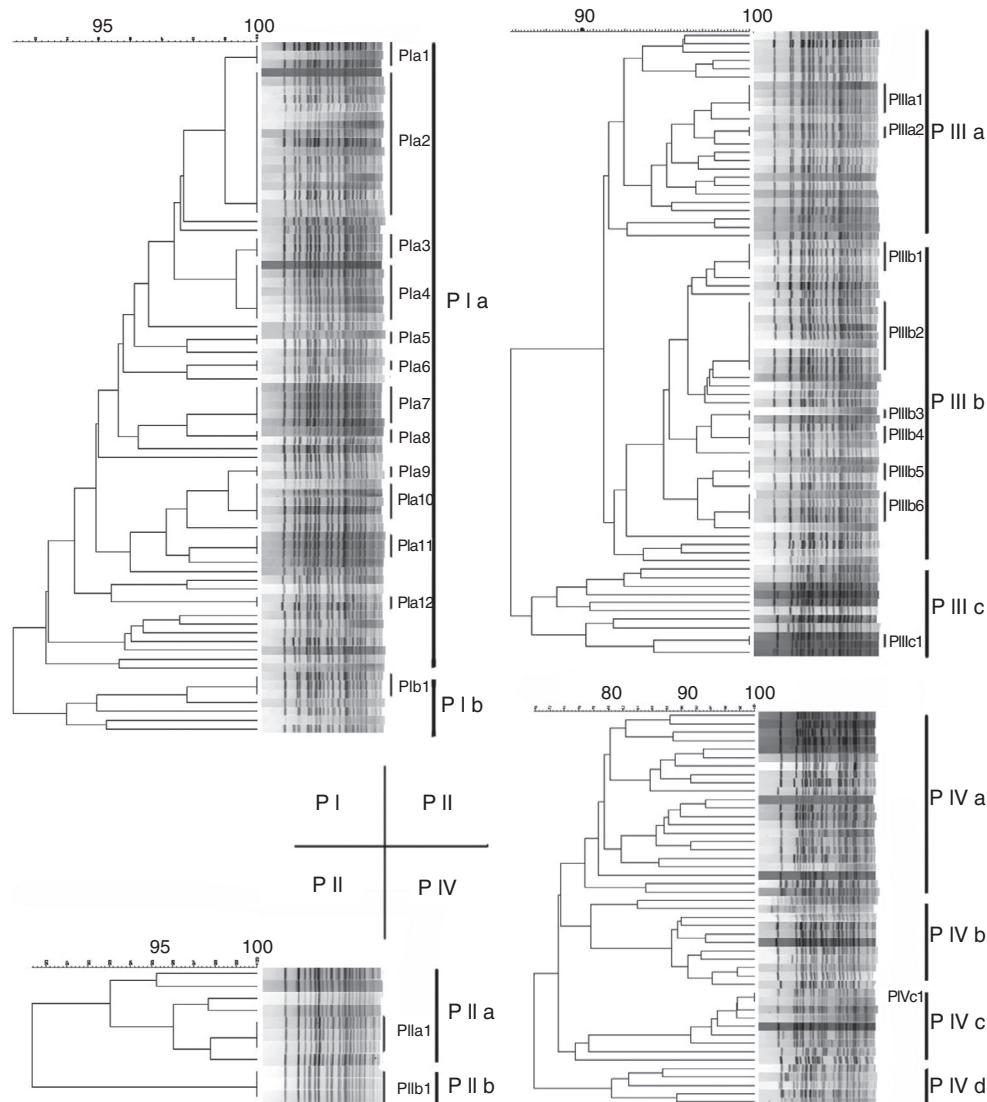 95 100
PIa1
PIa2
PIa3
PIa4
P I a
PIa5
PIa6
PIa7
PIa8
PIa9
PIa10
PIa11
PIa12
PIb1
P I b
90 100
PIIIa1
PIIIa2
P III a
PIIIb1
PIIIb2
P III b
PIIIb3
PIIIb4
PIIIb5
PIIIb6
P III c
PIIIc1
P I P II
P II P IV
95 100
P II a
PIIa1
PIIb1 P II b
80 90 100
P IV a
P IV b
PIVc1
P IV c
P IV d